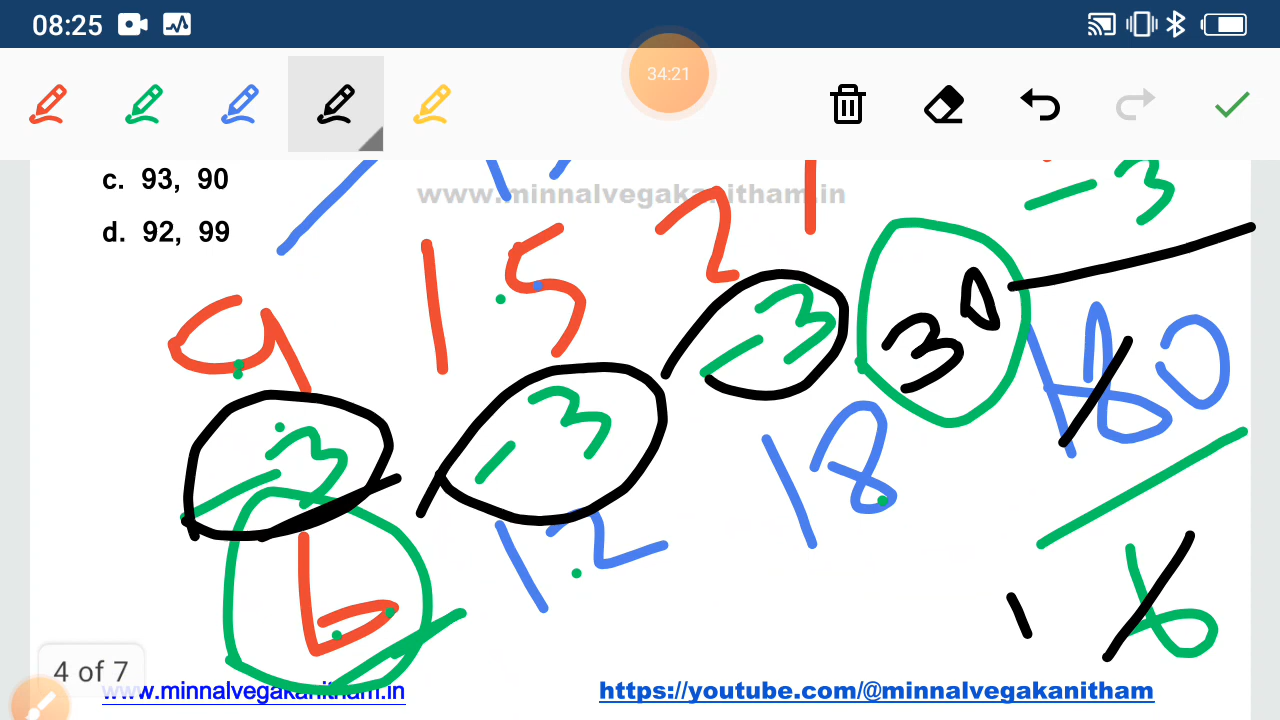 08:25
34:21
c. 93, 90
d. 92, 99
www.minnalvegakanitham.in
-3
9 15 21
-3 -3 -3 30 180
6 12 18 6
4 of 7
www.minnalvegakanitham.in
https://youtube.com/@minnalvegakanitham